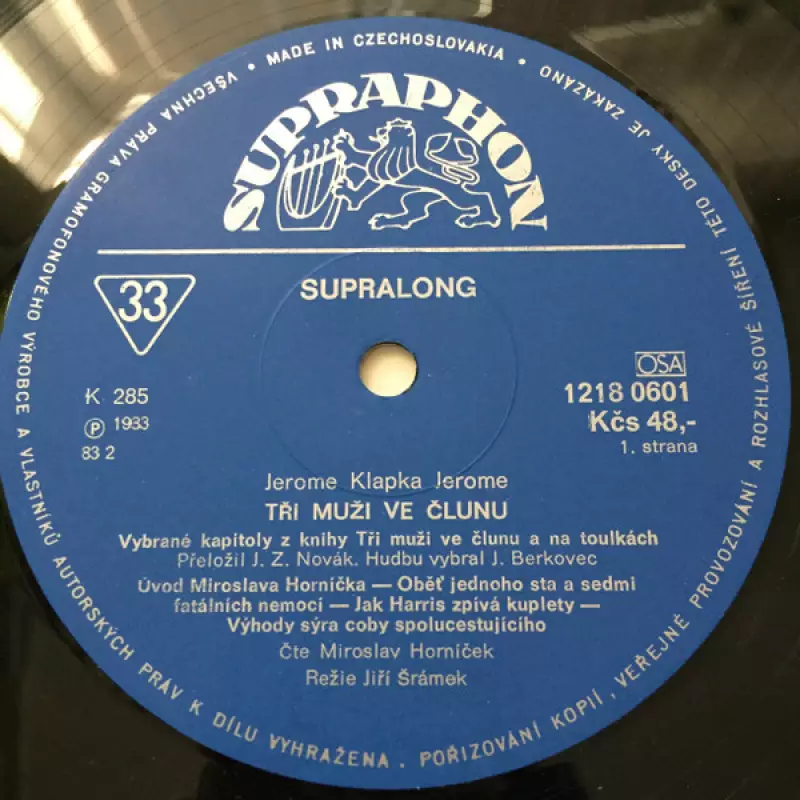 • MADE IN CZECHOSLOVAKIA •
SUPRAPHON
SUPRALONG
33
K 285
Ⓟ 1983
83 2
OSA
1218 0601
Kčs 48,-
1. strana
Jerome Klapka Jerome
TŘI MUŽI VE ČLUNU
Vybrané kapitoly z knihy Tři muži ve člunu a na toulkách
Přeložil J. Z. Novák. Hudbu vybral J. Berkovec
Úvod Miroslava Horníčka — Oběť jednoho sta a sedmi
fatálních nemocí — Jak Harris zpívá kuplety —
Výhody sýra coby spolucestujícího
Čte Miroslav Horníček
Režie Jiří Šrámek
VŠECHNA PRÁVA GRAMOFONOVÉHO VÝROBCE A VLASTNÍKŮ AUTORSKÝCH PRÁV K DÍLU VYHRAŽENA. POŘIZOVÁNÍ KOPIÍ, VEŘEJNÉ PROVOZOVÁNÍ A ROZHLASOVÉ ŠÍŘENÍ TÉTO DESKY JE ZAKÁZÁNO